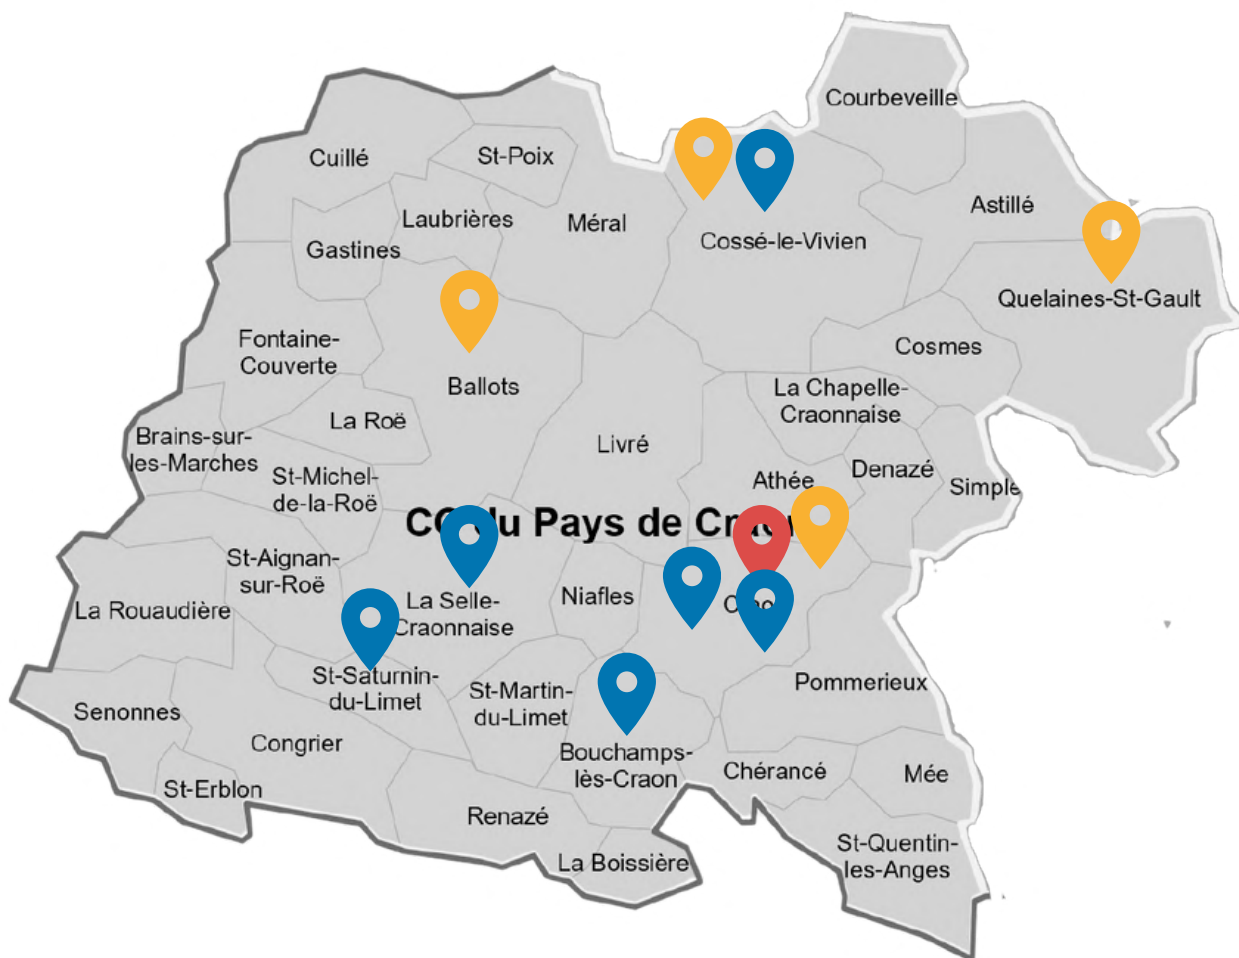 Courbeveille
Cuillé
St-Poix
Astillé
Laubrières
Méral
Cossé-le-Vivien
Gastines
Quelaines-St-Gault
Fontaine-
Couverte
Cosmes
Ballots
La Chapelle-
Craonnaise
La Roë
Brains-sur-
les-Marches
Livré
St-Michel-
de-la-Roë
Athée
Denazé
Simple
du Pays de
St-Aignan-
sur-Roë
La Rouaudière
La Selle-
Craonnaise
Niafles
St-Saturnin-
du-Limet
St-Martin-
du-Limet
Pommerieux
Senonnes
Congrier
Bouchamps-
lès-Craon
Chérancé
Mée
St-Erblon
Renazé
St-Quentin-
les-Anges
La Boissière